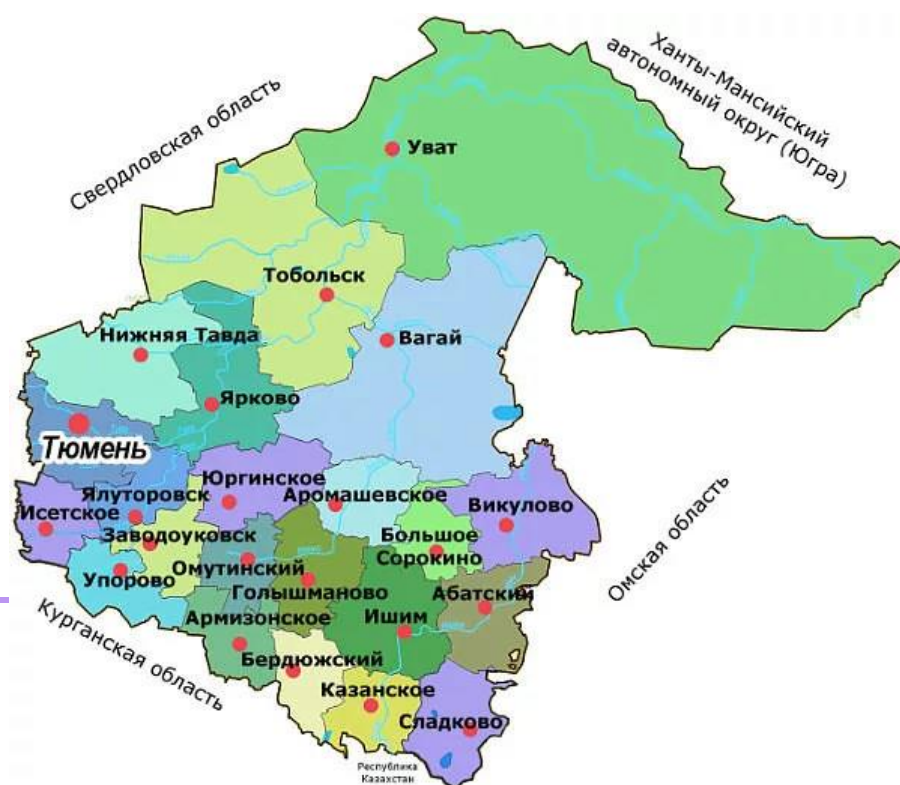 Ханты-Мансийский
автономный округ (Югра)
Свердловская область
Уват
Тобольск
Нижняя Тавда
Вагай
Ярково
Тюмень
Юргинское
Ялуторовск
Аромашевское
Исетское
Викулово
Заводоуковск
Большое
Сорокино
Омутинский
Упорово
Голышманово
Абатский
Омская область
Армизонское
Ишим
Курганская область
Бердюжский
Казанское
Сладково
Республика
Казахстан